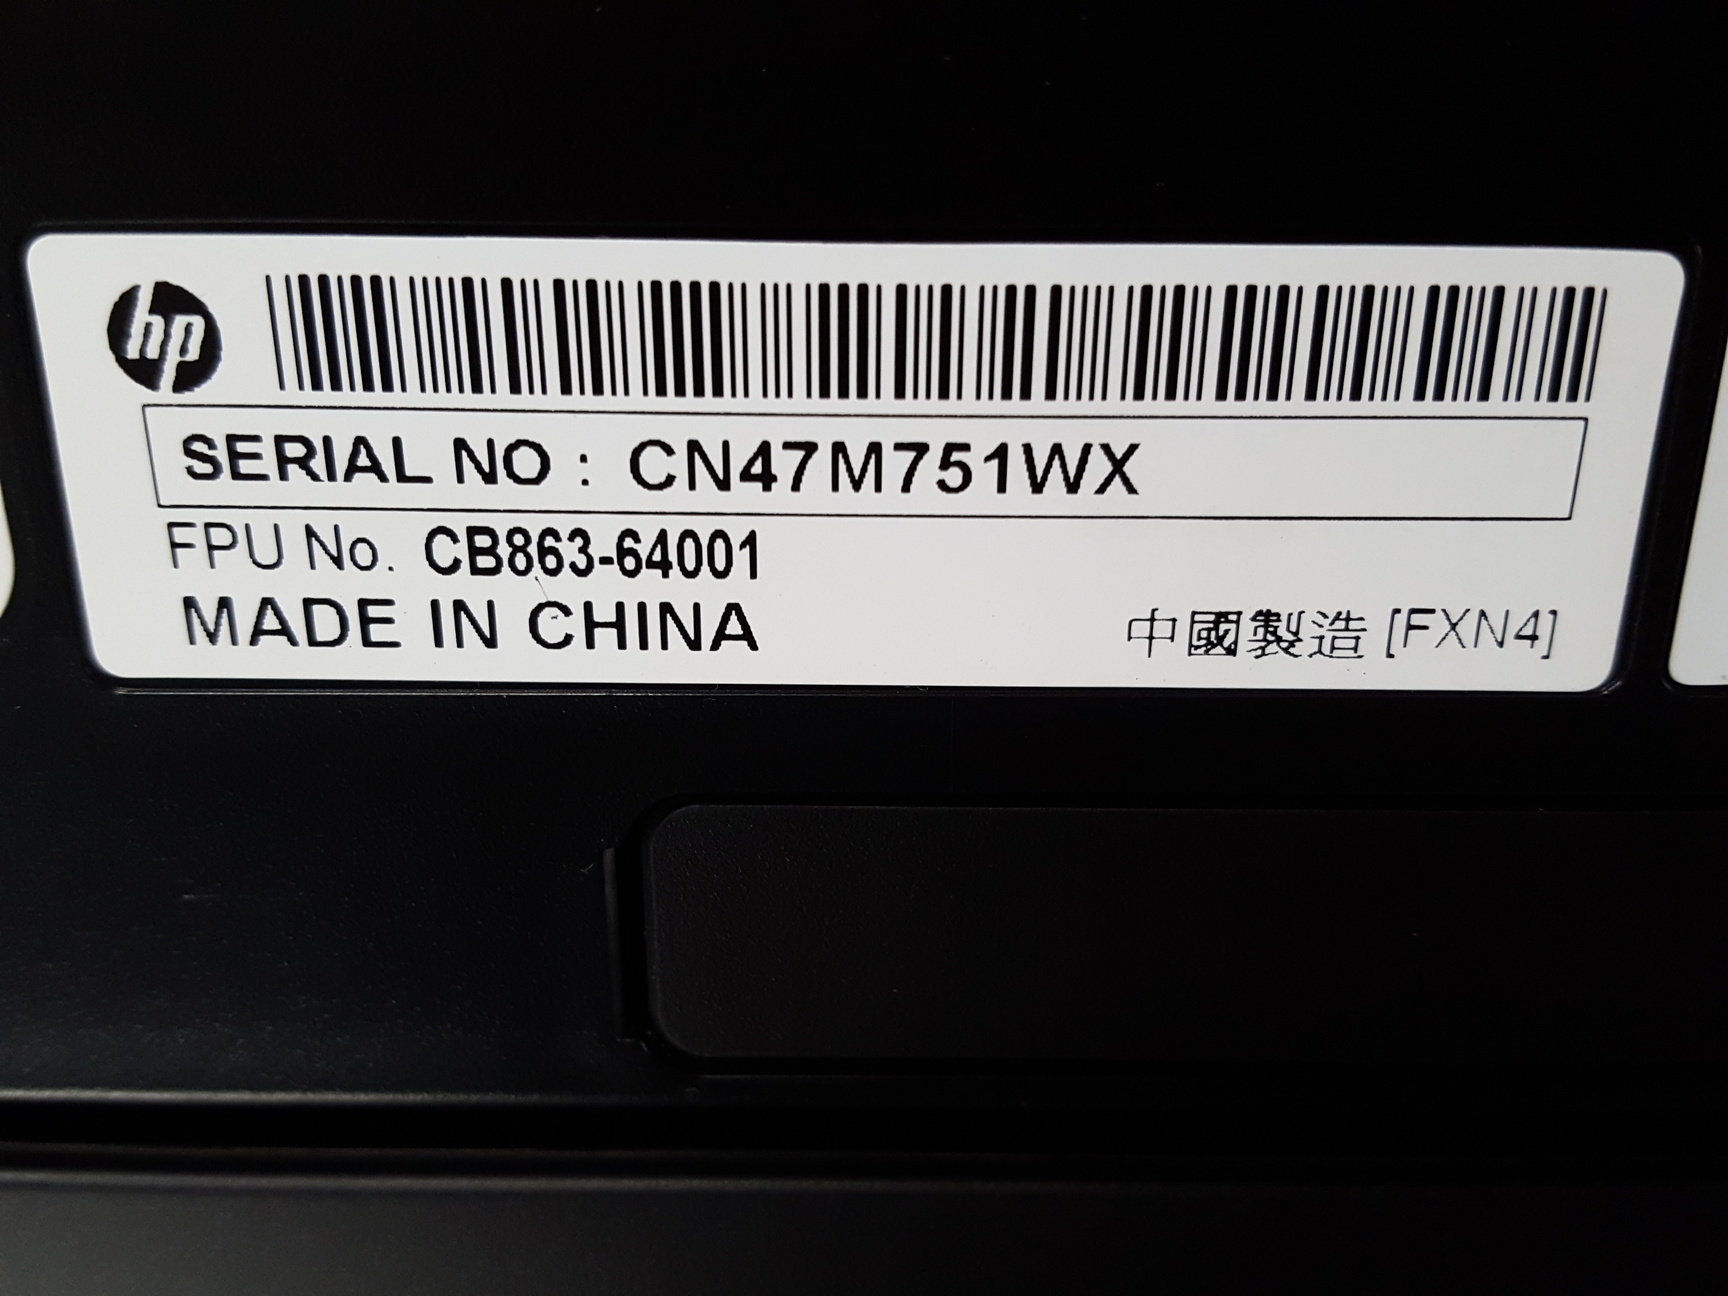 hp
SERIAL NO : CN47M751WX
FPU No. CB863-64001
MADE IN CHINA
中國製造 [FXN4]